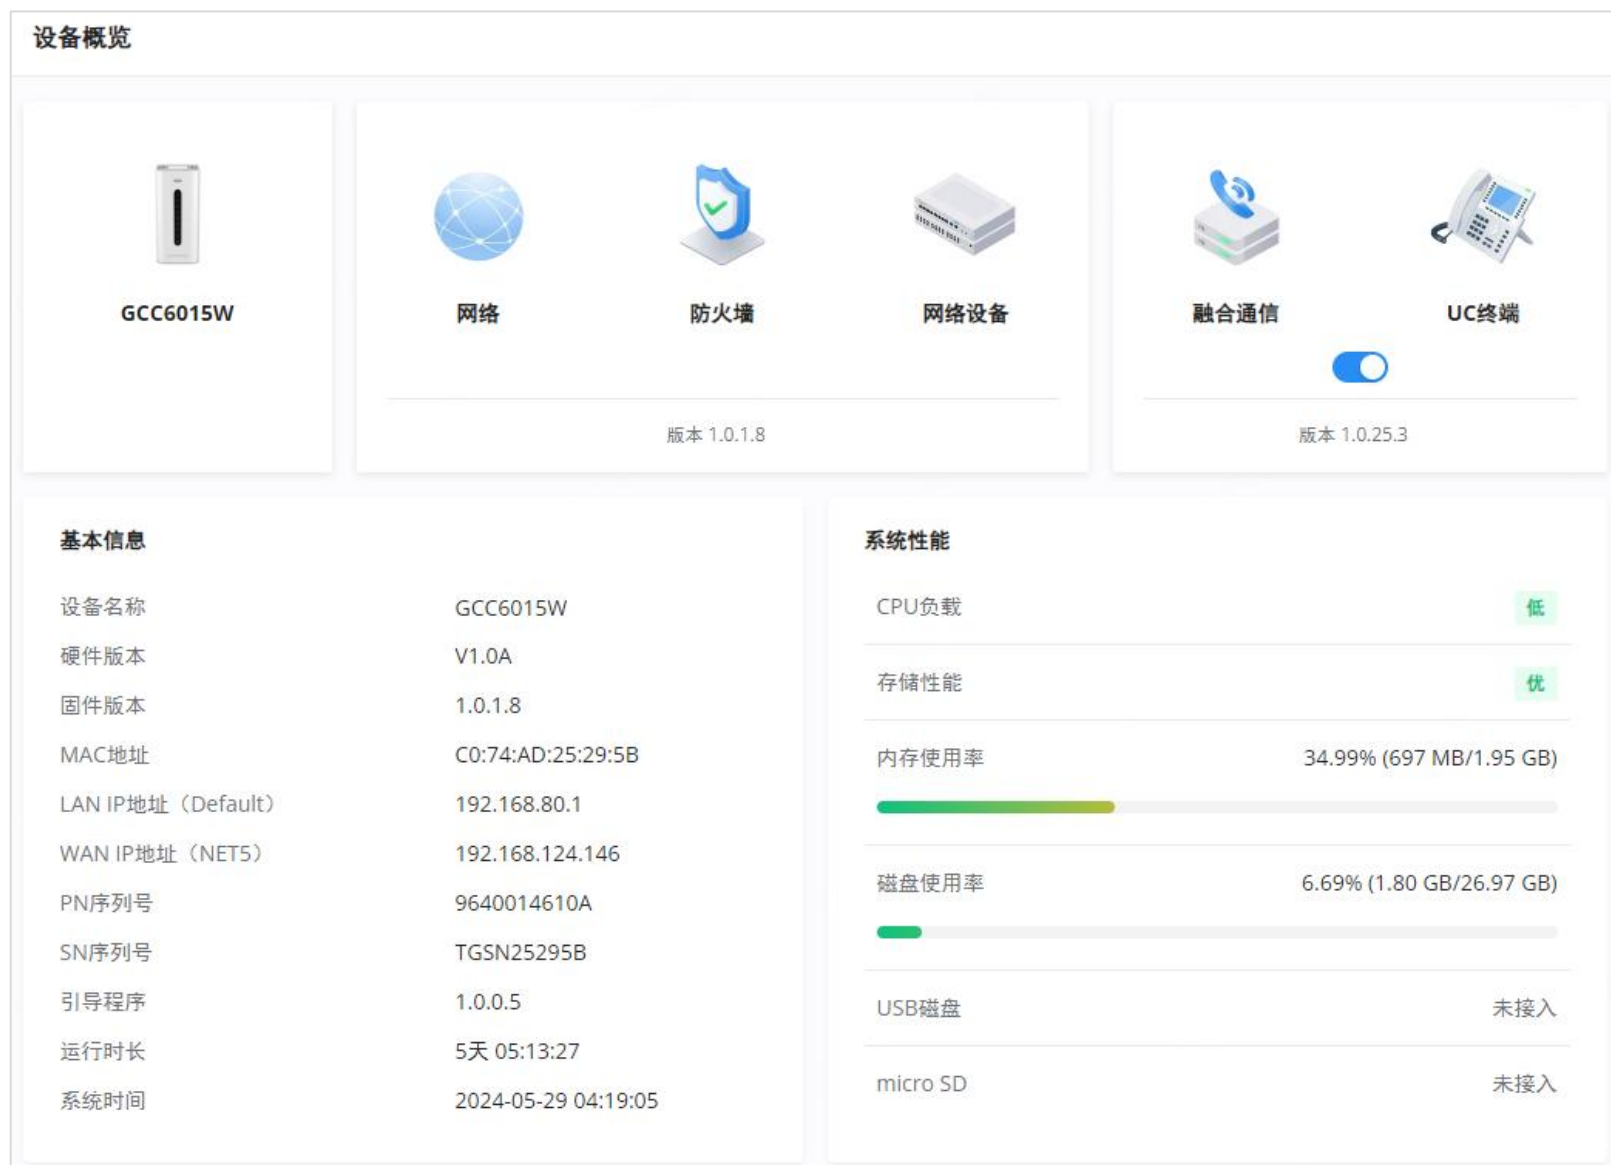 设备概览
GCC6015W
网络
防火墙
网络设备
版本 1.0.1.8
融合通信
UC终端
版本 1.0.25.3
基本信息
设备名称 GCC6015W
硬件版本 V1.0A
固件版本 1.0.1.8
MAC地址 C0:74:AD:25:29:5B
LAN IP地址（Default） 192.168.80.1
WAN IP地址（NET5） 192.168.124.146
PN序列号 9640014610A
SN序列号 TGSN25295B
引导程序 1.0.0.5
运行时长 5天 05:13:27
系统时间 2024-05-29 04:19:05
系统性能
CPU负载 低
存储性能 优
内存使用率 34.99% (697 MB/1.95 GB)
磁盘使用率 6.69% (1.80 GB/26.97 GB)
USB磁盘 未接入
micro SD 未接入